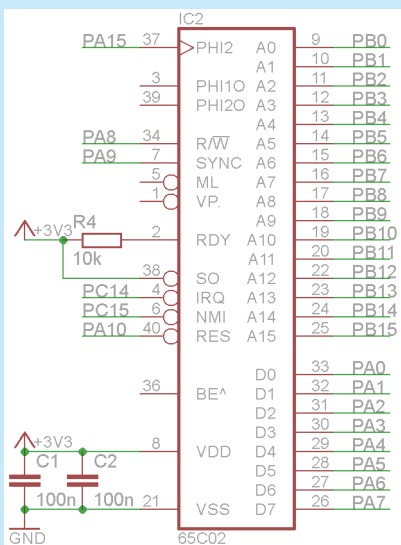 IC2
PA15 37 PHI2 A0 9 PB0
A1 10 PB1
3 PHI1O A2 11 PB2
39 PHI2O A3 12 PB3
A4 13 PB4
PA8 34 R/W A5 14 PB5
PA9 7 SYNC A6 15 PB6
5 ML A7 16 PB7
1 VP. A8 17 PB8
A9 18 PB9
+3V3 R4 10k 2 RDY A10 19 PB10
A11 20 PB11
38 SO A12 22 PB12
PC14 4 IRQ A13 23 PB13
PC15 6 NMI A14 24 PB14
PA10 40 RES A15 25 PB15
D0 33 PA0
36 BE^ D1 32 PA1
D2 31 PA2
D3 30 PA3
+3V3 8 VDD D4 29 PA4
C1 C2 D5 28 PA5
100n 100n D6 27 PA6
21 VSS D7 26 PA7
GND 65C02